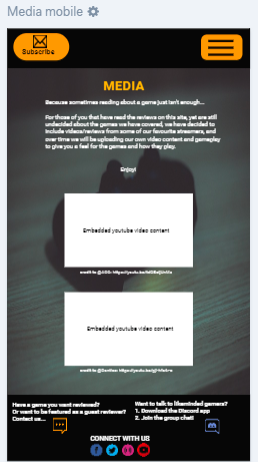 Media mobile
Subscribe
MEDIA
Because sometimes reading about a game just isn't enough...
For those of you that have read the reviews on this site, yet are still
undecided about the games we have covered, we have decided to
include videos/reviews from some of our favourite streamers, and
over time we will be uploading our own video content and gameplay
to give you a feel for the games and how they play.
Enjoy!
Embedded youtube video content
Embedded youtube video content
Have a game you want reviewed?
Or want to be featured as a guest reviewer?
Contact us...
Want to talk to likeminded gamers?
1. Download the Discord app
2. Join the group chat!
CONNECT WITH US